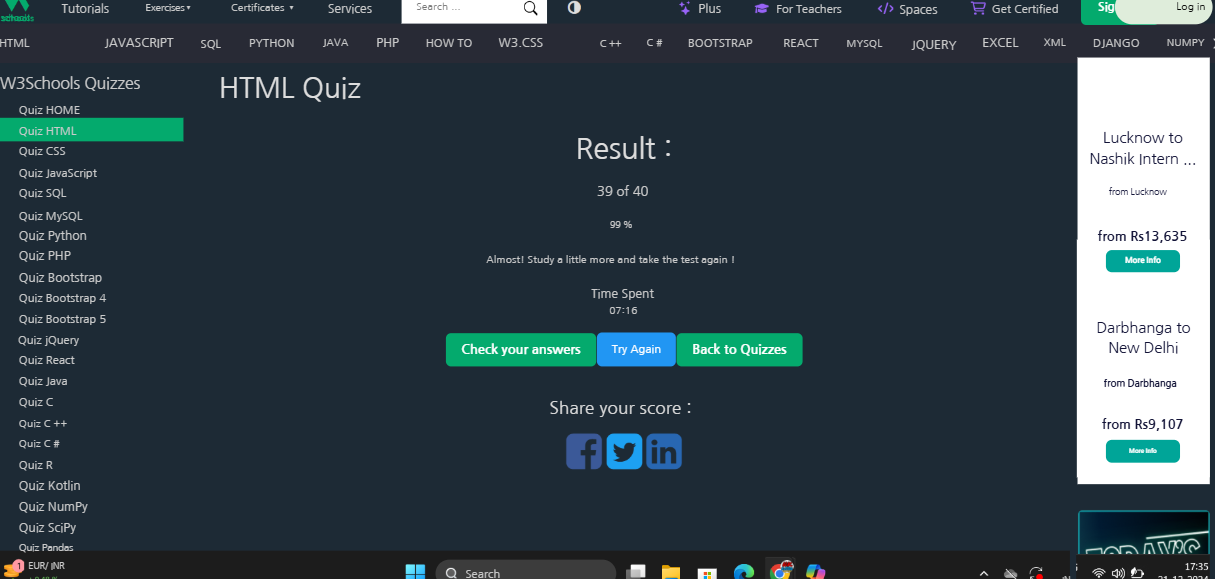 schools
Tutorials Exercises ▾ Certificates ▾ Services Search ... Plus For Teachers </> Spaces Get Certified Log in
HTML JAVASCRIPT SQL PYTHON JAVA PHP HOW TO W3.CSS C ++ C # BOOTSTRAP REACT MYSQL JQUERY EXCEL XML DJANGO NUMPY
W3Schools Quizzes
Quiz HOME
Quiz HTML
Quiz CSS
Quiz JavaScript
Quiz SQL
Quiz MySQL
Quiz Python
Quiz PHP
Quiz Bootstrap
Quiz Bootstrap 4
Quiz Bootstrap 5
Quiz jQuery
Quiz React
Quiz Java
Quiz C
Quiz C ++
Quiz C #
Quiz R
Quiz Kotlin
Quiz NumPy
Quiz SciPy
Quiz Pandas
HTML Quiz
Result :
39 of 40
99 %
Almost! Study a little more and take the test again !
Time Spent
07:16
Check your answers Try Again Back to Quizzes
Share your score :
Lucknow to
Nashik Intern ...
from Lucknow
from Rs13,635
More Info
Darbhanga to
New Delhi
from Darbhanga
from Rs9,107
More Info
1
EUR/ INR
Search
17:35